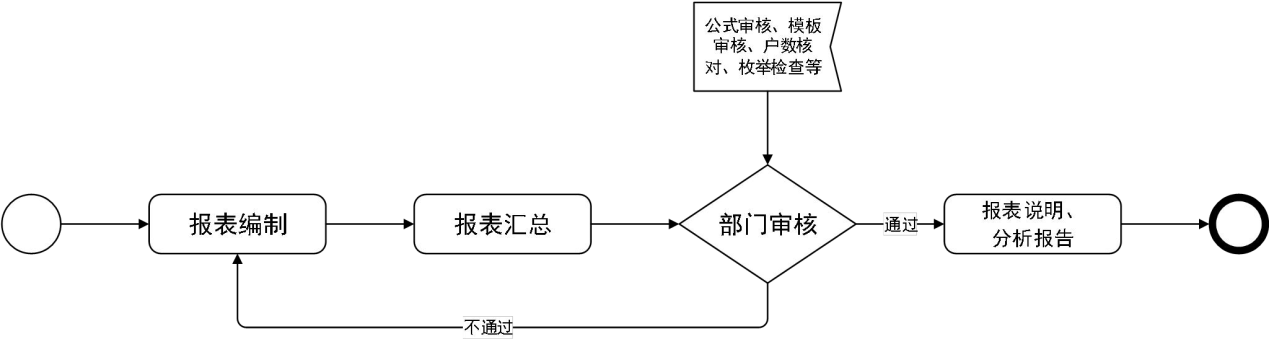 公式审核、模板
审核、户数核
对、枚举检查等
报表编制
报表汇总
部门审核
通过
报表说明、
分析报告
不通过